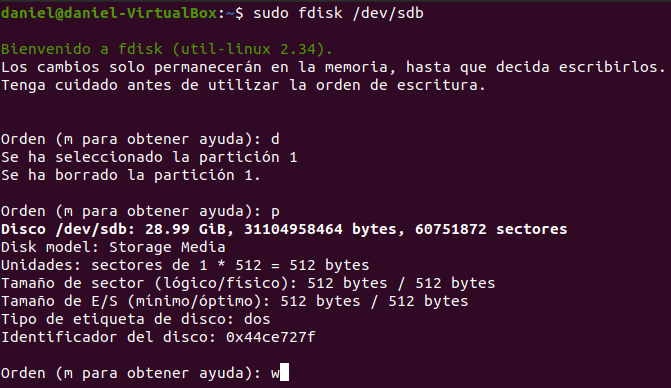 daniel@daniel-VirtualBox:~$ sudo fdisk /dev/sdb
Bienvenido a fdisk (util-linux 2.34).
Los cambios solo permanecerán en la memoria, hasta que decida escribirlos.
Tenga cuidado antes de utilizar la orden de escritura.
Orden (m para obtener ayuda): d
Se ha seleccionado la partición 1
Se ha borrado la partición 1.
Orden (m para obtener ayuda): p
Disco /dev/sdb: 28.99 GiB, 31104958464 bytes, 60751872 sectores
Disk model: Storage Media
Unidades: sectores de 1 * 512 = 512 bytes
Tamaño de sector (lógico/físico): 512 bytes / 512 bytes
Tamaño de E/S (mínimo/óptimo): 512 bytes / 512 bytes
Tipo de etiqueta de disco: dos
Identificador del disco: 0x44ce727f
Orden (m para obtener ayuda): w